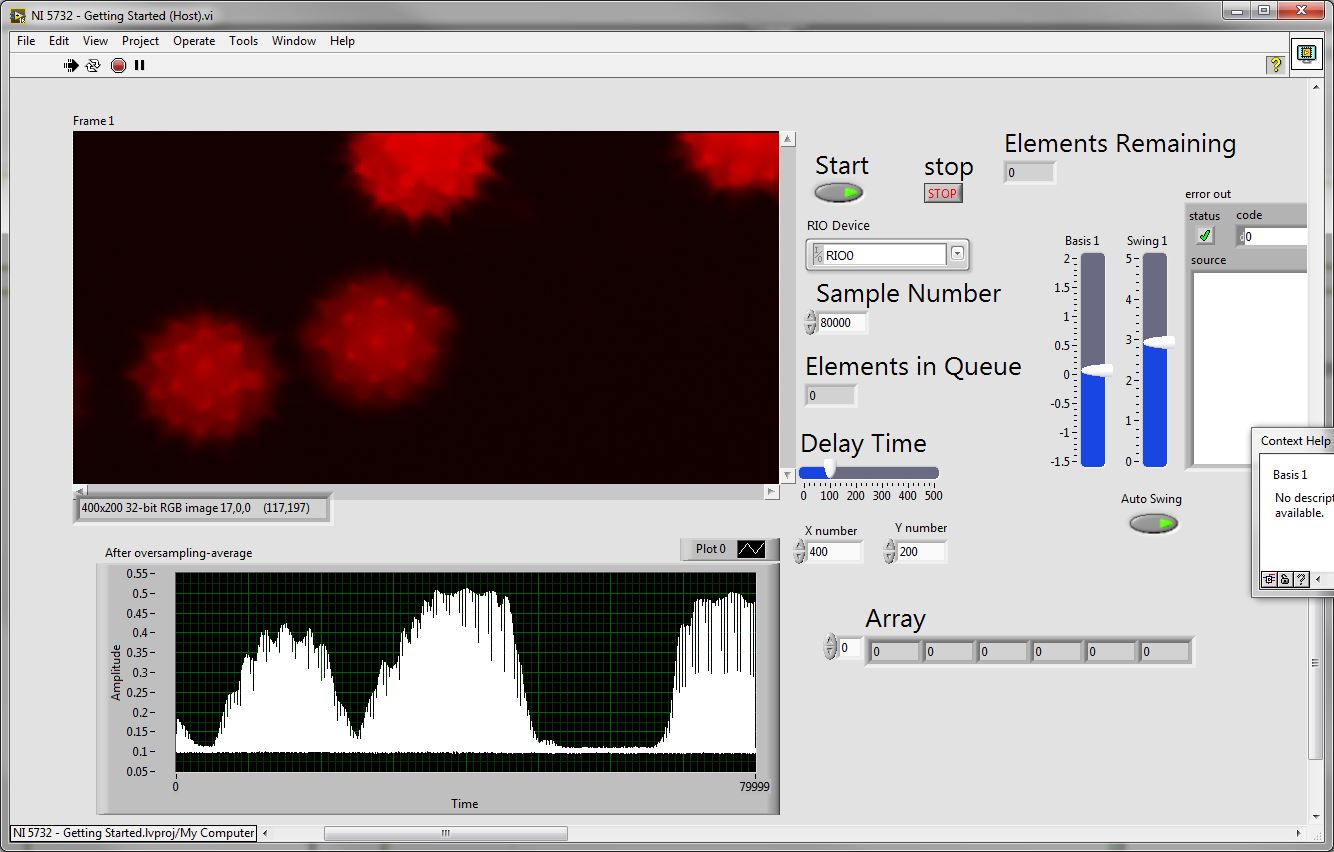 NI 5732 - Getting Started (Host).vi
File Edit View Project Operate Tools Window Help
Frame 1
400x200 32-bit RGB image 17,0,0 (117,197)
Start
stop
STOP
Elements Remaining
0
RIO Device
RIO0
Sample Number
80000
Elements in Queue
0
Delay Time
0 100 200 300 400 500
X number
400
Y number
200
Basis 1
2
1.5
1
0.5
0
-0.5
-1
-1.5
Swing 1
5
4
3
2
1
0
Auto Swing
error out
status
code
d0
source
Context Help
Basis 1
No descript
available.
After oversampling-average
Plot 0
Amplitude
0.55
0.5
0.45
0.4
0.35
0.3
0.25
0.2
0.15
0.1
0.05
0
79999
Time
Array
0
0 0 0 0 0 0
NI 5732 - Getting Started.lvproj/My Computer